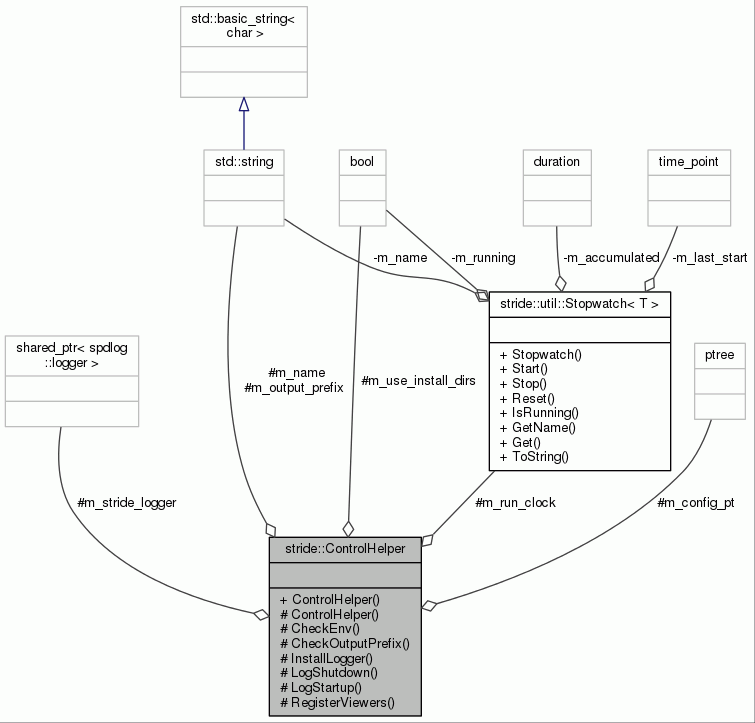 std::basic_string<
char >
std::string
bool
duration
time_point
-m_name
-m_running
-m_accumulated
-m_last_start
stride::util::Stopwatch< T >
+ Stopwatch()
+ Start()
+ Stop()
+ Reset()
+ IsRunning()
+ GetName()
+ Get()
+ ToString()
shared_ptr< spdlog
::logger >
ptree
#m_name
#m_output_prefix
#m_use_install_dirs
#m_stride_logger
#m_run_clock
#m_config_pt
stride::ControlHelper
+ ControlHelper()
# ControlHelper()
# CheckEnv()
# CheckOutputPrefix()
# InstallLogger()
# LogShutdown()
# LogStartup()
# RegisterViewers()